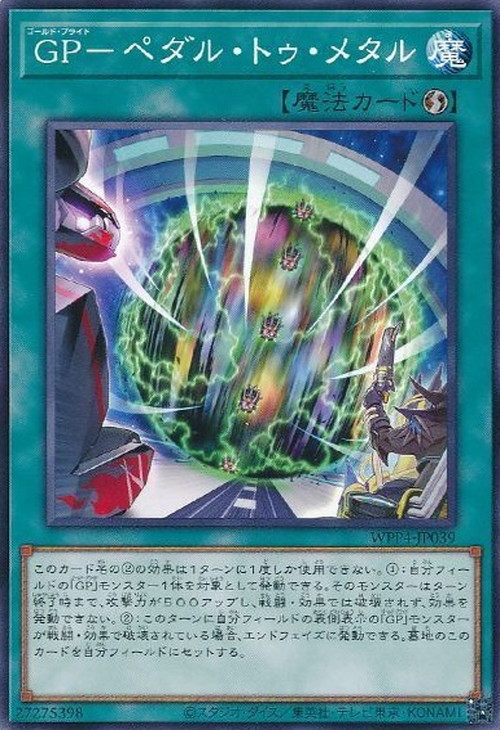 ゴールド・プライド
GP－ペダル・トゥ・メタル
魔
【魔法カード】
WPP4-JP039
このカード名の②の効果は1ターンに1度しか使用できない。①：自分フィ
ールドの「GP」モンスター1体を対象として発動できる。そのモンスターはターン
終了時まで、攻撃力が500アップし、戦闘・効果では破壊されず、効果を
発動できない。②：このターンに自分フィールドの表側表示の「GP」モンスター
が戦闘・効果で破壊されている場合、エンドフェイズに発動できる。墓地のこの
カードを自分フィールドにセットする。
27275398
©スタジオ・ダイス／集英社・テレビ東京・KONAMI